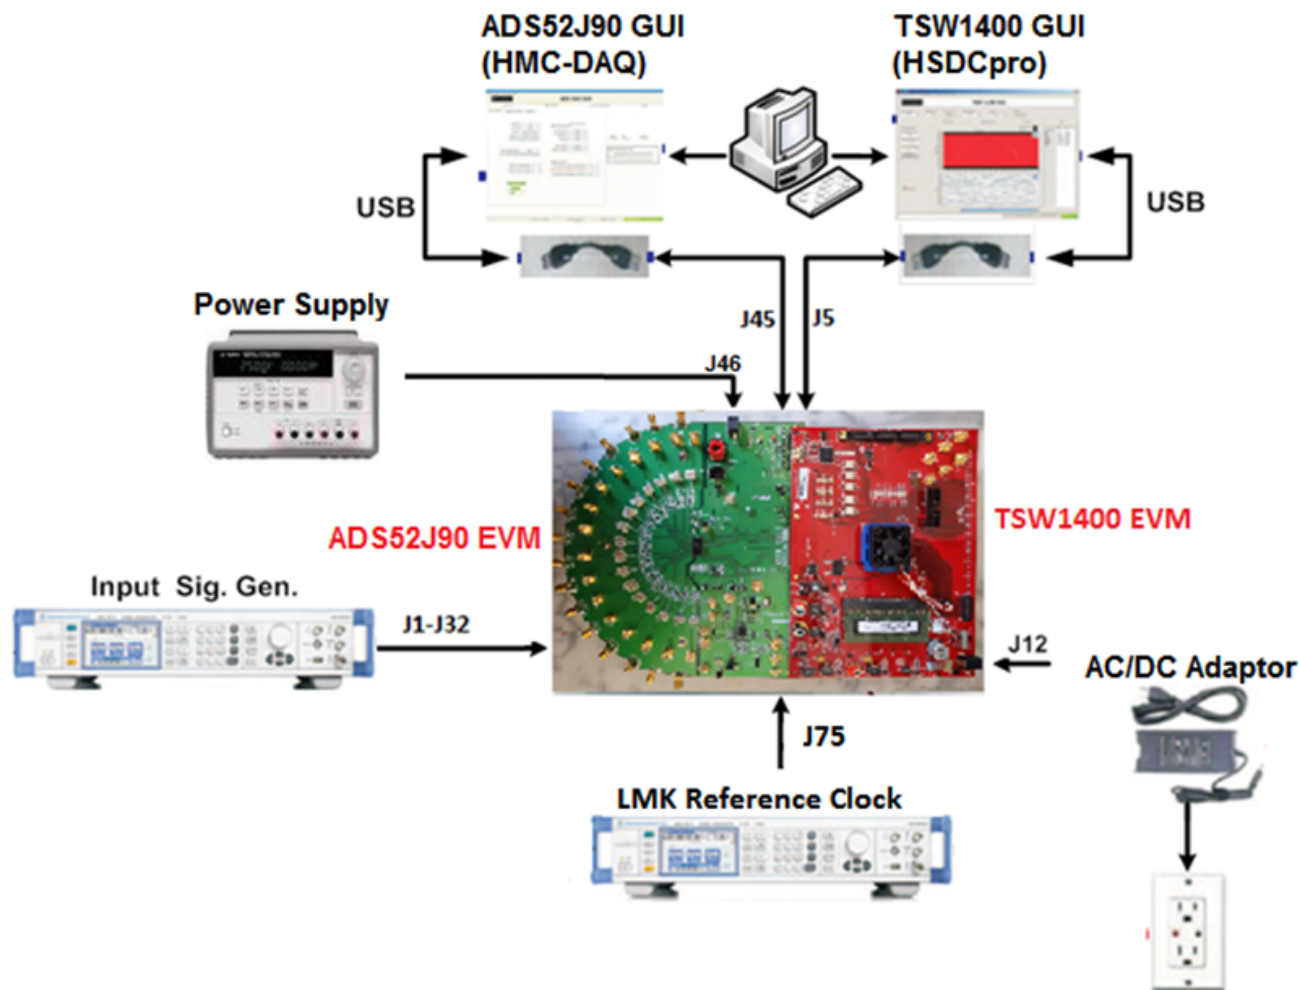 ADS52J90 GUI
(HMC-DAQ)
TSW1400 GUI
(HSDCpro)
USB
USB
Power Supply
J45
J5
J46
ADS52J90 EVM
TSW1400 EVM
Input Sig. Gen.
J1-J32
J12
AC/DC Adaptor
J75
LMK Reference Clock